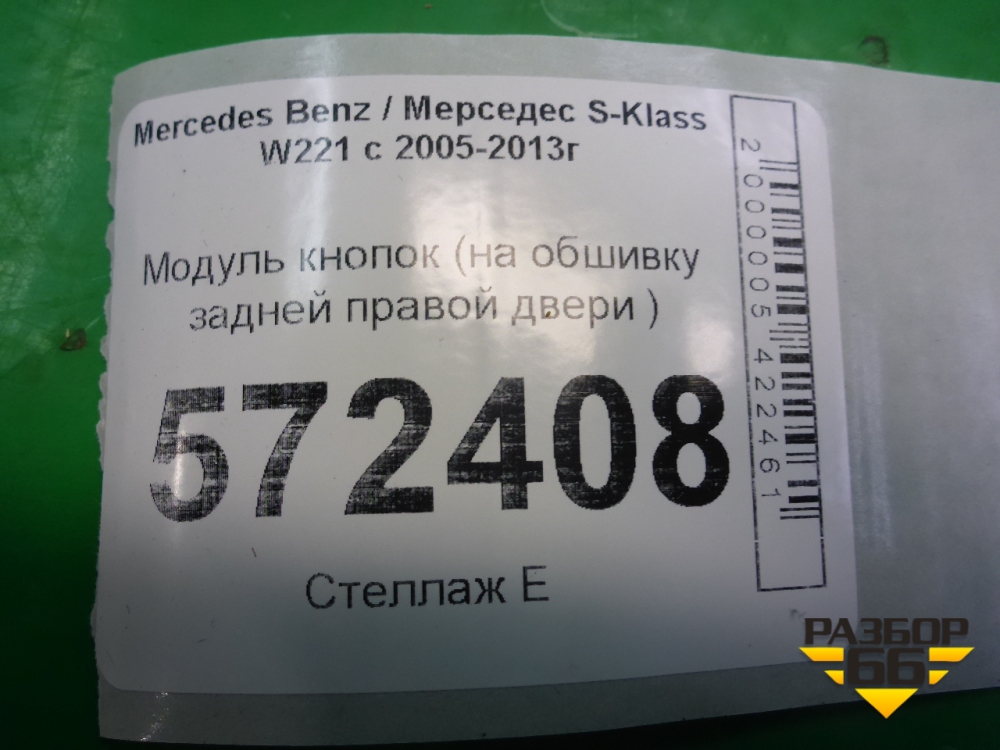 Mercedes Benz / Мерседес S-Klass
W221 с 2005-2013г
Модуль кнопок (на обшивку
задней правой двери )
572408
Стеллаж Е
2000005422461
РАЗБОР
66